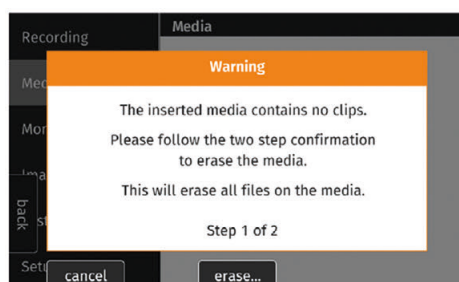 Recording
Media
Warning
The inserted media contains no clips.
Please follow the two step confirmation
to erase the media.
This will erase all files on the media.
Step 1 of 2
back
cancel
erase...